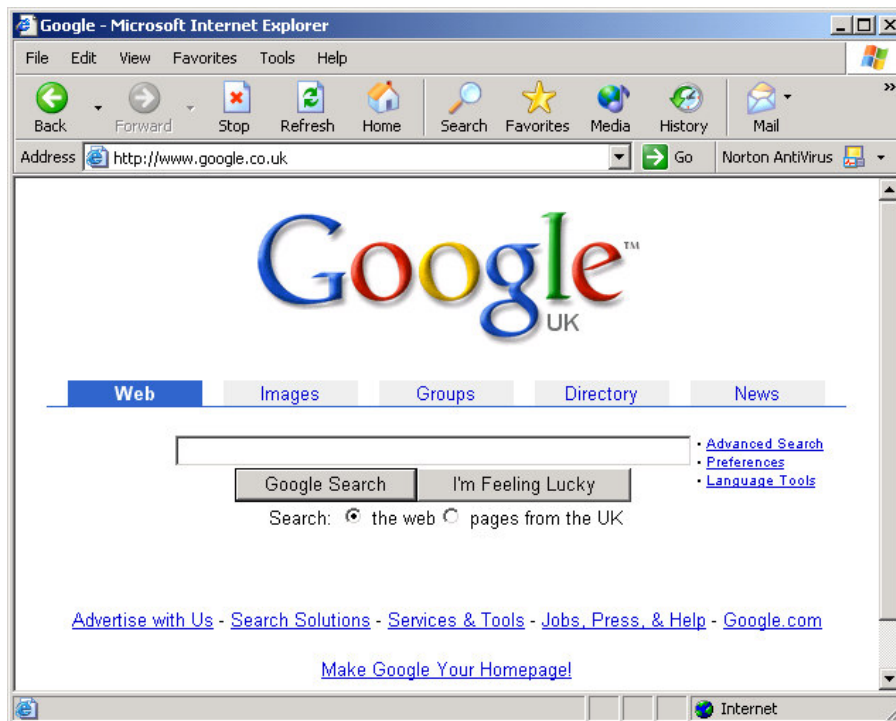 Google - Microsoft Internet Explorer
File Edit View Favorites Tools Help
Back Forward Stop Refresh Home Search Favorites Media History Mail
Address http://www.google.co.uk Go Norton AntiVirus
Google™
UK
Web Images Groups Directory News
• Advanced Search
• Preferences
• Language Tools
Google Search I'm Feeling Lucky
Search: the web pages from the UK
Advertise with Us - Search Solutions - Services & Tools - Jobs, Press, & Help - Google.com
Make Google Your Homepage!
Internet